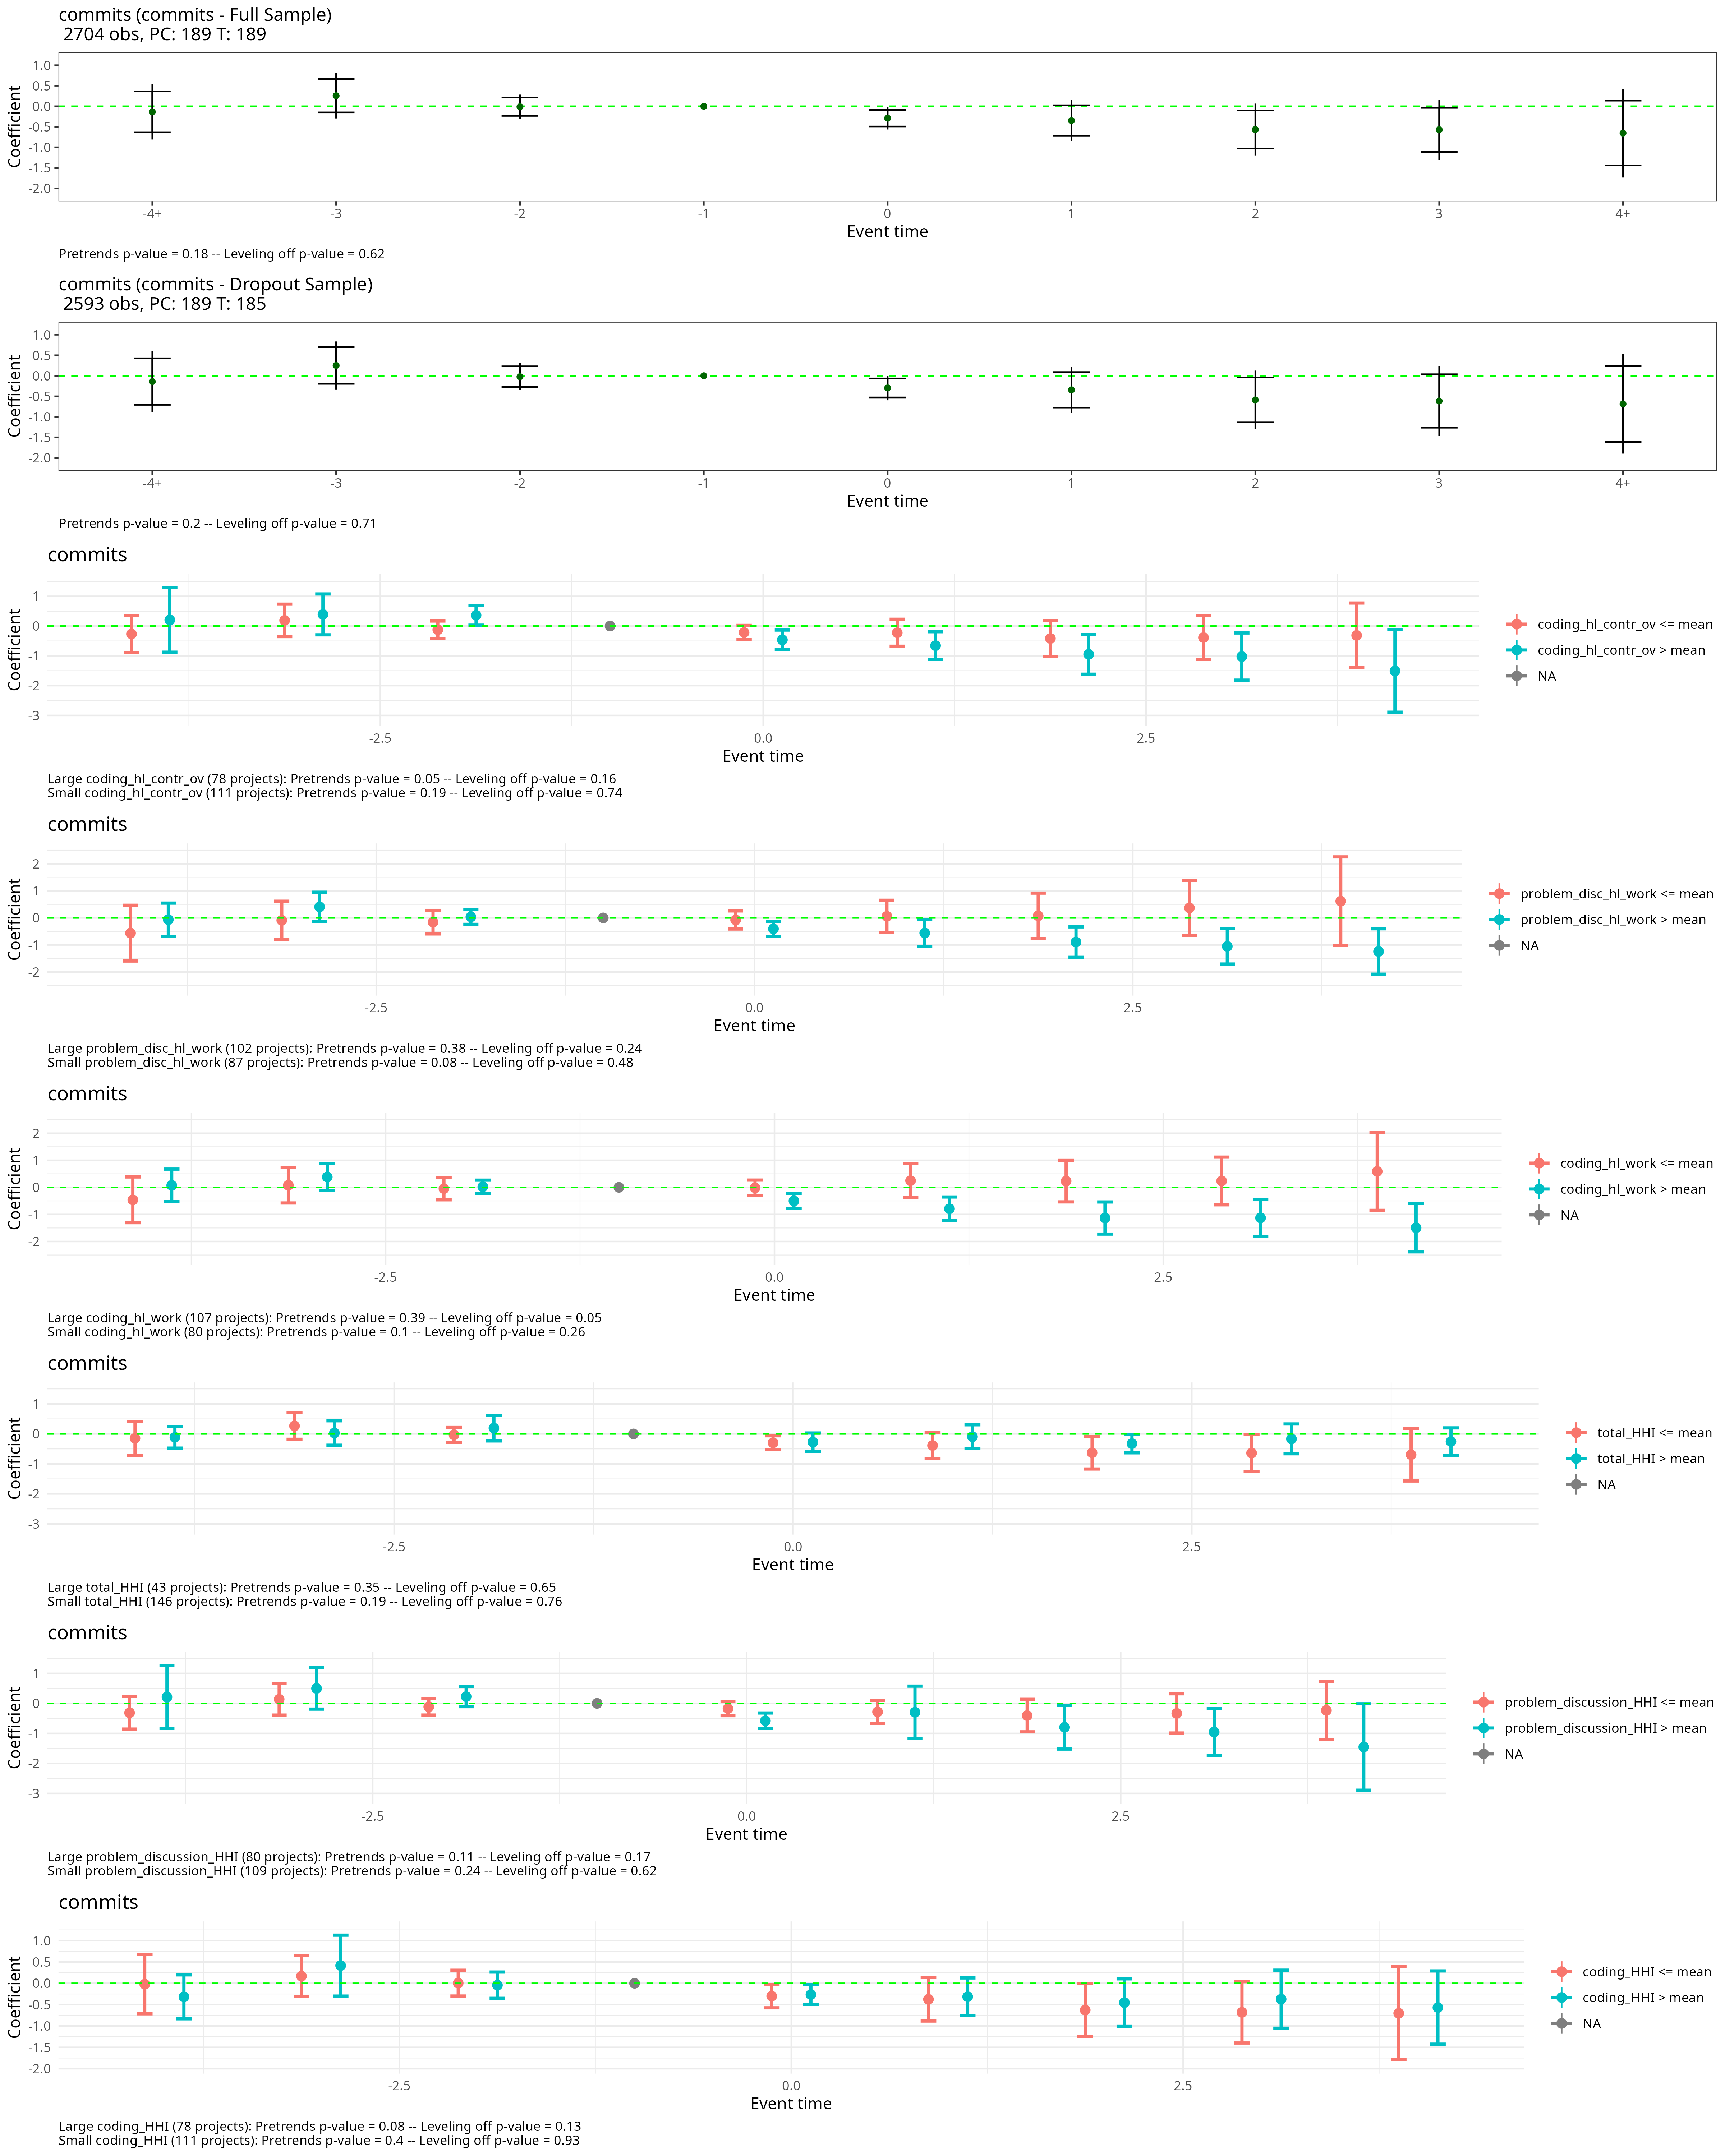 commits (commits - Full Sample)
2704 obs, PC: 189 T: 189
Coefficient
1.0
0.5
0.0
-0.5
-1.0
-1.5
-2.0
-4+ -3 -2 -1 0 1 2 3 4+
Event time
Pretrends p-value = 0.18 -- Leveling off p-value = 0.62
commits (commits - Dropout Sample)
2593 obs, PC: 189 T: 185
Coefficient
1.0
0.5
0.0
-0.5
-1.0
-1.5
-2.0
-4+ -3 -2 -1 0 1 2 3 4+
Event time
Pretrends p-value = 0.2 -- Leveling off p-value = 0.71
commits
Coefficient
1
0
-1
-2
-3
-2.5 0.0 2.5
Event time
coding_hl_contr_ov <= mean
coding_hl_contr_ov > mean
NA
Large coding_hl_contr_ov (78 projects): Pretrends p-value = 0.05 -- Leveling off p-value = 0.16
Small coding_hl_contr_ov (111 projects): Pretrends p-value = 0.19 -- Leveling off p-value = 0.74
commits
Coefficient
2
1
0
-1
-2
-2.5 0.0 2.5
Event time
problem_disc_hl_work <= mean
problem_disc_hl_work > mean
NA
Large problem_disc_hl_work (102 projects): Pretrends p-value = 0.38 -- Leveling off p-value = 0.24
Small problem_disc_hl_work (87 projects): Pretrends p-value = 0.08 -- Leveling off p-value = 0.48
commits
Coefficient
2
1
0
-1
-2
-2.5 0.0 2.5
Event time
coding_hl_work <= mean
coding_hl_work > mean
NA
Large coding_hl_work (107 projects): Pretrends p-value = 0.39 -- Leveling off p-value = 0.05
Small coding_hl_work (80 projects): Pretrends p-value = 0.1 -- Leveling off p-value = 0.26
commits
Coefficient
1
0
-1
-2
-3
-2.5 0.0 2.5
Event time
total_HHI <= mean
total_HHI > mean
NA
Large total_HHI (43 projects): Pretrends p-value = 0.35 -- Leveling off p-value = 0.65
Small total_HHI (146 projects): Pretrends p-value = 0.19 -- Leveling off p-value = 0.76
commits
Coefficient
1
0
-1
-2
-3
-2.5 0.0 2.5
Event time
problem_discussion_HHI <= mean
problem_discussion_HHI > mean
NA
Large problem_discussion_HHI (80 projects): Pretrends p-value = 0.11 -- Leveling off p-value = 0.17
Small problem_discussion_HHI (109 projects): Pretrends p-value = 0.24 -- Leveling off p-value = 0.62
commits
Coefficient
1.0
0.5
0.0
-0.5
-1.0
-1.5
-2.0
-2.5 0.0 2.5
Event time
coding_HHI <= mean
coding_HHI > mean
NA
Large coding_HHI (78 projects): Pretrends p-value = 0.08 -- Leveling off p-value = 0.13
Small coding_HHI (111 projects): Pretrends p-value = 0.4 -- Leveling off p-value = 0.93